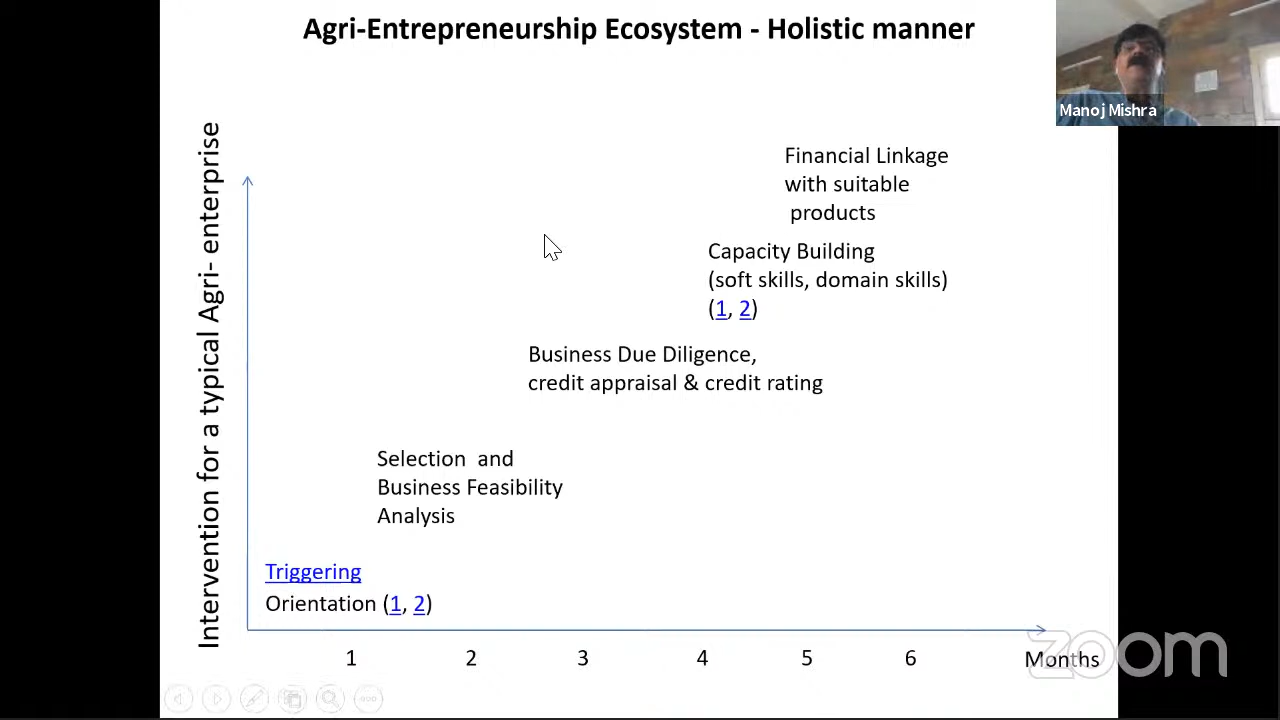 Agri-Entrepreneurship Ecosystem - Holistic manner
Manoj Mishra
Intervention for a typical Agri- enterprise
Financial Linkage
with suitable
products
Capacity Building
(soft skills, domain skills)
(1, 2)
Business Due Diligence,
credit appraisal & credit rating
Selection and
Business Feasibility
Analysis
Triggering
Orientation (1, 2)
1 2 3 4 5 6 Months
zoom